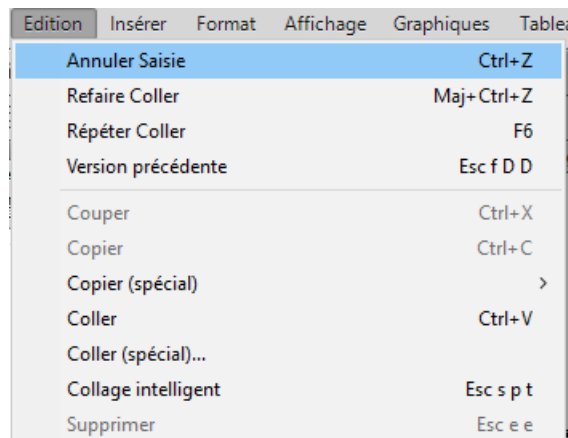 Edition Insérer Format Affichage Graphiques Tablea
Annuler Saisie Ctrl+Z
Refaire Coller Maj+Ctrl+Z
Répéter Coller F6
Version précédente Esc f D D
Couper Ctrl+X
Copier Ctrl+C
Copier (spécial) >
Coller Ctrl+V
Coller (spécial)...
Collage intelligent Esc s p t
Supprimer Esc e e